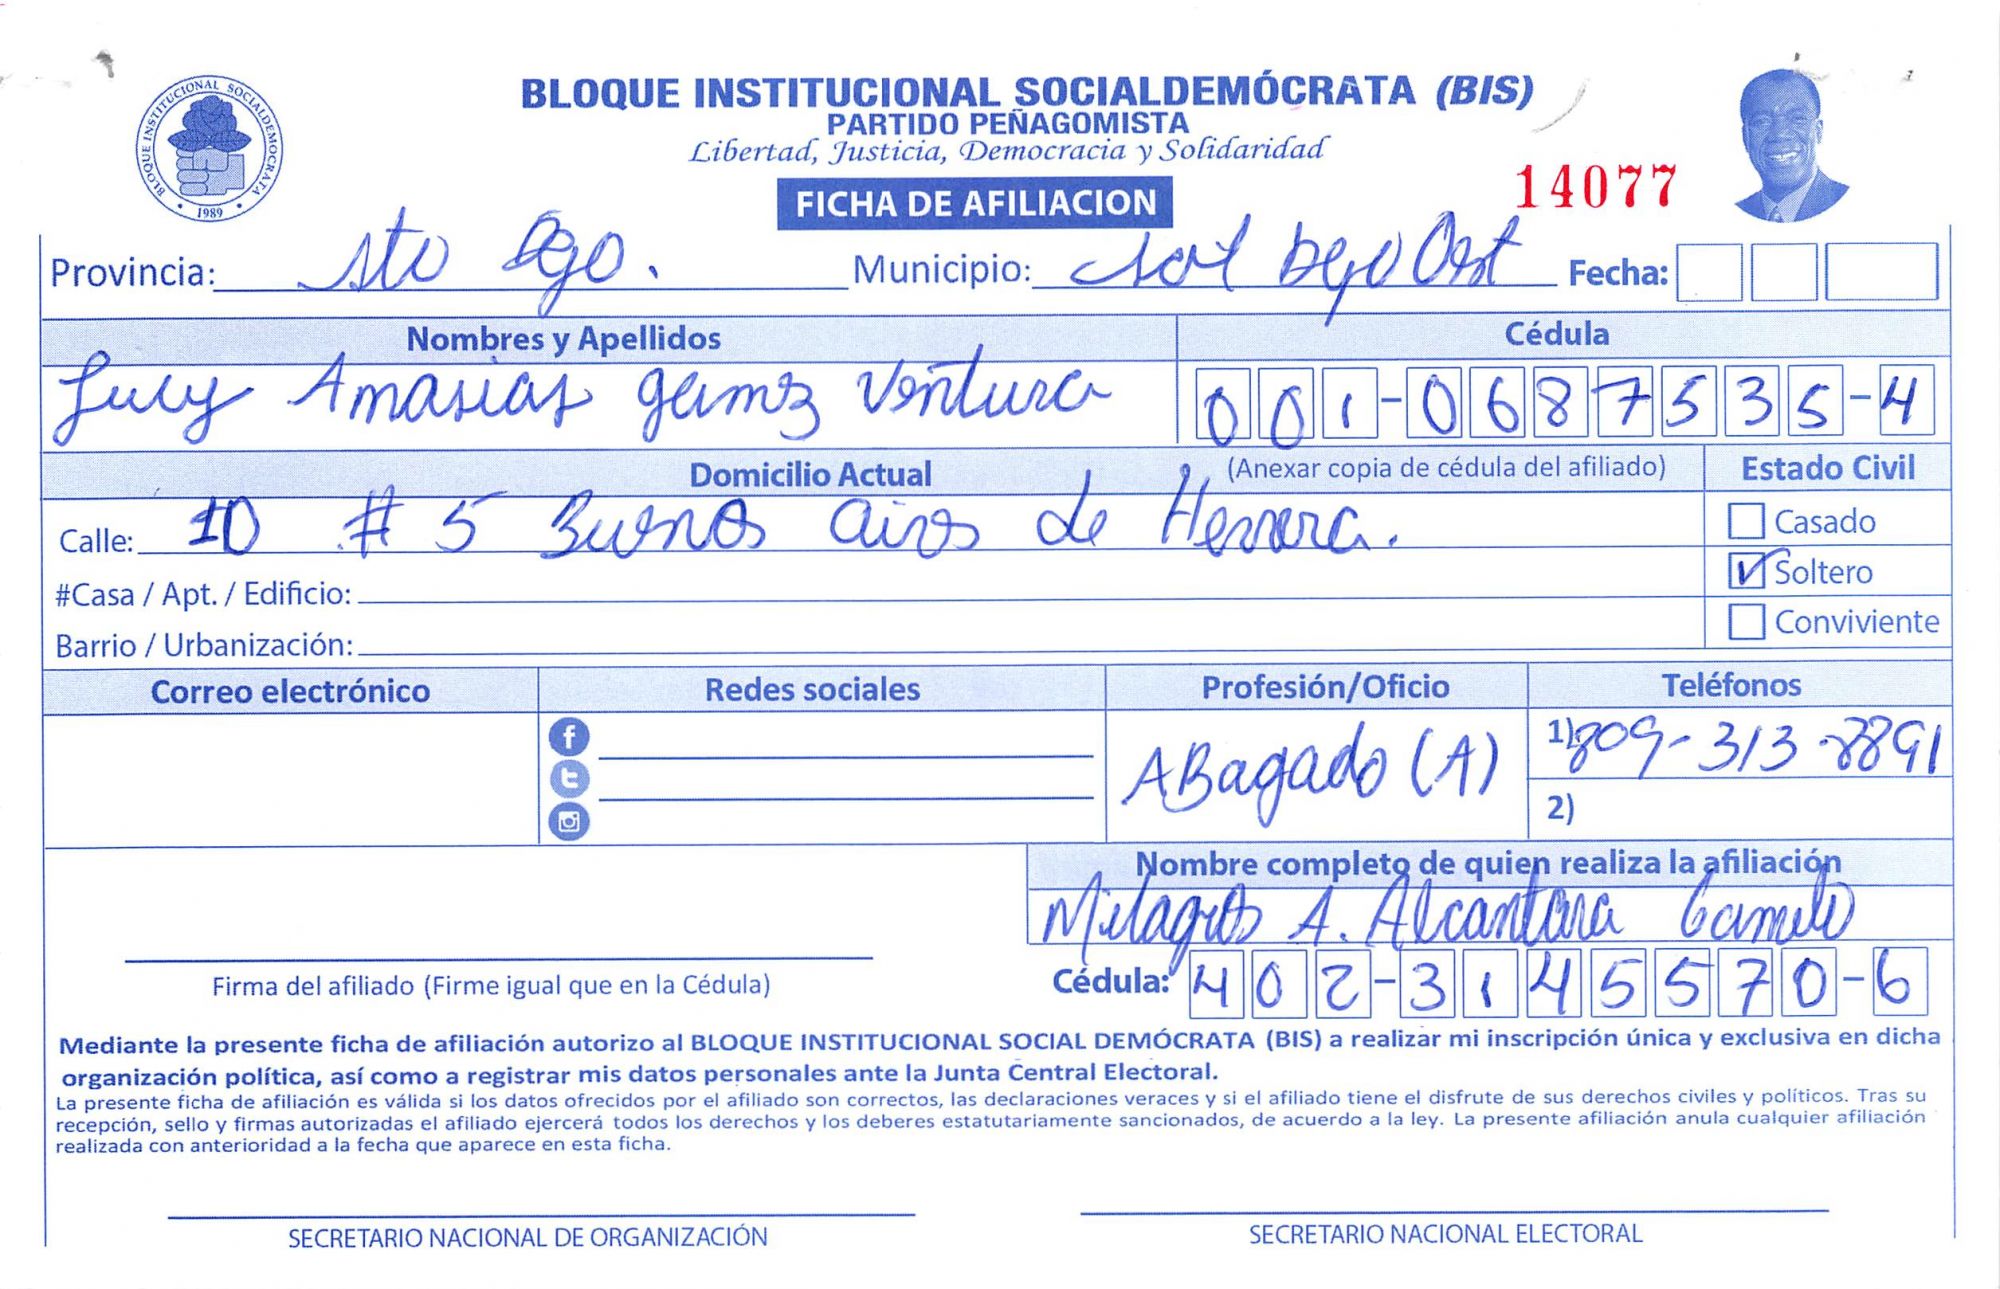 BLOQUE INSTITUCIONAL SOCIALDEMÓCRATA (BIS)
PARTIDO PEÑAGOMISTA
Libertad, Justicia, Democracia y Solidaridad
BLOQUE INSTITUCIONAL SOCIALDEMOCRATA
• 1989 •
14077
FICHA DE AFILIACION
Provincia: Sto Dgo. Municipio: Dgo Oest Fecha:
Nombres y Apellidos Cédula
Lucy Amasias Ventura 001-0687535-4
Domicilio Actual (Anexar copia de cédula del afiliado) Estado Civil
Calle: 10 # 5 Buenos Aires de Herrera. Casado
#Casa / Apt. / Edificio: Soltero
Barrio / Urbanización: Conviviente
Correo electrónico Redes sociales Profesión/Oficio Teléfonos
ABagado (A) 1) 809-313-8891
2)
Nombre completo de quien realiza la afiliación
Milagros A. Alcantara Camilo
Firma del afiliado (Firme igual que en la Cédula) Cédula: 402-3145570-6
Mediante la presente ficha de afiliación autorizo al BLOQUE INSTITUCIONAL SOCIAL DEMÓCRATA (BIS) a realizar mi inscripción única y exclusiva en dicha
organización política, así como a registrar mis datos personales ante la Junta Central Electoral.
La presente ficha de afiliación es válida si los datos ofrecidos por el afiliado son correctos, las declaraciones veraces y si el afiliado tiene el disfrute de sus derechos civiles y políticos. Tras su
recepción, sello y firmas autorizadas el afiliado ejercerá todos los derechos y los deberes estatutariamente sancionados, de acuerdo a la ley. La presente afiliación anula cualquier afiliación
realizada con anterioridad a la fecha que aparece en esta ficha.
SECRETARIO NACIONAL DE ORGANIZACIÓN SECRETARIO NACIONAL ELECTORAL